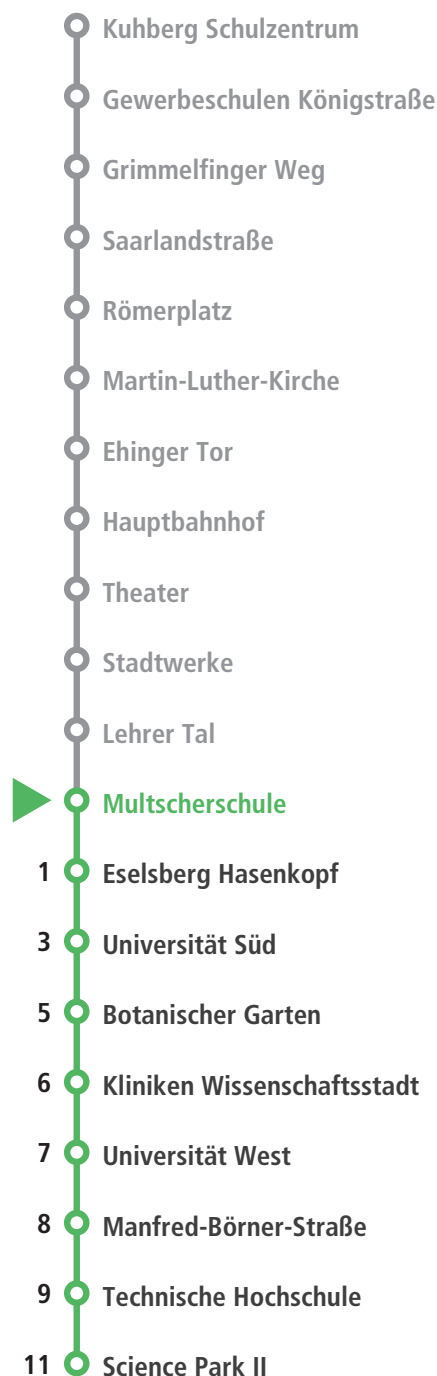 Kuhberg Schulzentrum
Gewerbeschulen Königstraße
Grimmelfinger Weg
Saarlandstraße
Römerplatz
Martin-Luther-Kirche
Ehinger Tor
Hauptbahnhof
Theater
Stadtwerke
Lehrer Tal
Multscherschule
1 Eselsberg Hasenkopf
3 Universität Süd
5 Botanischer Garten
6 Kliniken Wissenschaftsstadt
7 Universität West
8 Manfred-Börner-Straße
9 Technische Hochschule
11 Science Park II